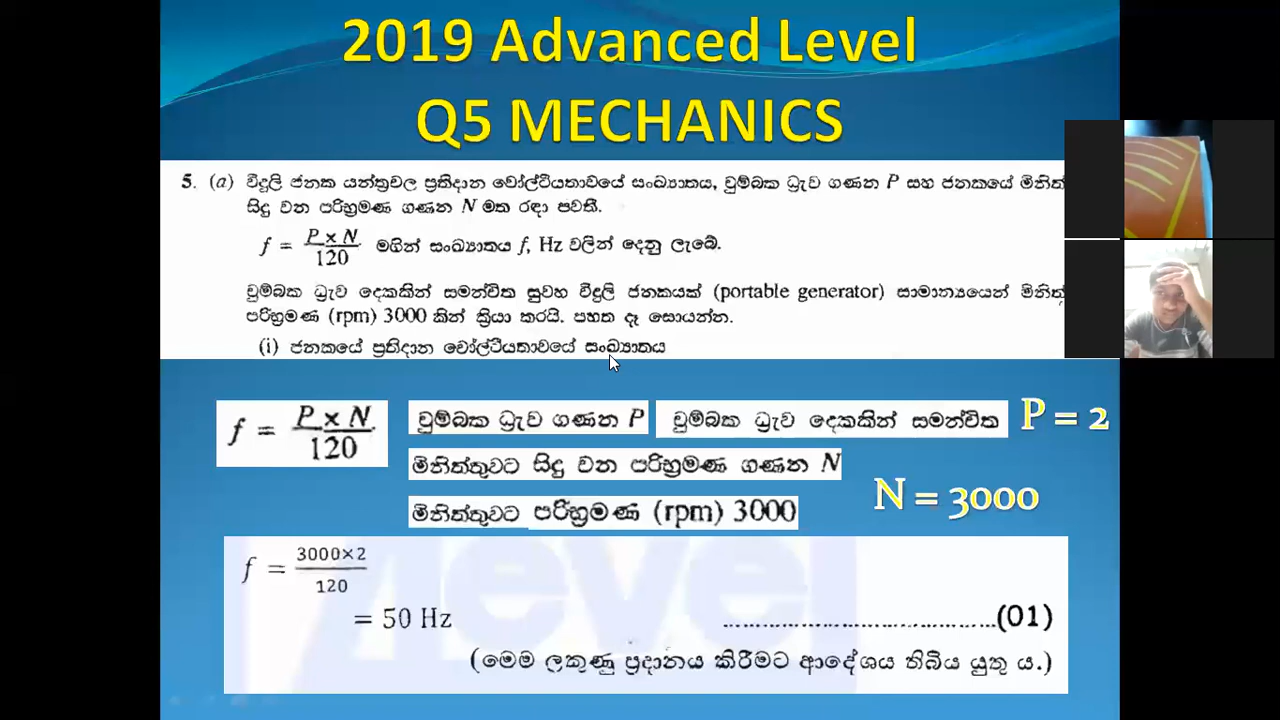 2019 Advanced Level
Q5 MECHANICS
5. (a) විදුලි ජනක යන්ත්‍රවල ප්‍රතිදාන වෝල්ටීයතාවයේ සංඛ්‍යාතය, චුම්බක ධ්‍රැව ගණන P සහ ජනකයේ මිනිත්
සිදු වන පරිභ්‍රමණ ගණන N මත රඳා පවතී.
f = P × N / 120 මගින් සංඛ්‍යාතය f, Hz වලින් දෙනු ලැබේ.
චුම්බක ධ්‍රැව දෙකකින් සමන්විත සුවහ විදුලි ජනකයක් (portable generator) සාමාන්‍යයෙන් මිනිත්
පරිභ්‍රමණ (rpm) 3000 කින් ක්‍රියා කරයි. පහත දෑ සොයන්න.
(i) ජනකයේ ප්‍රතිදාන වෝල්ටීයතාවයේ සංඛ්‍යාතය
f = P × N / 120 චුම්බක ධ්‍රැව ගණන P චුම්බක ධ්‍රැව දෙකකින් සමන්විත P = 2
මිනිත්තුවට සිදු වන පරිභ්‍රමණ ගණන N
N = 3000
මිනිත්තුවට පරිභ්‍රමණ (rpm) 3000
f = 3000×2 / 120
= 50 Hz ........................................(01)
(මෙම ලකුණු ප්‍රදානය කිරීමට ආදේශය තිබිය යුතු ය.)